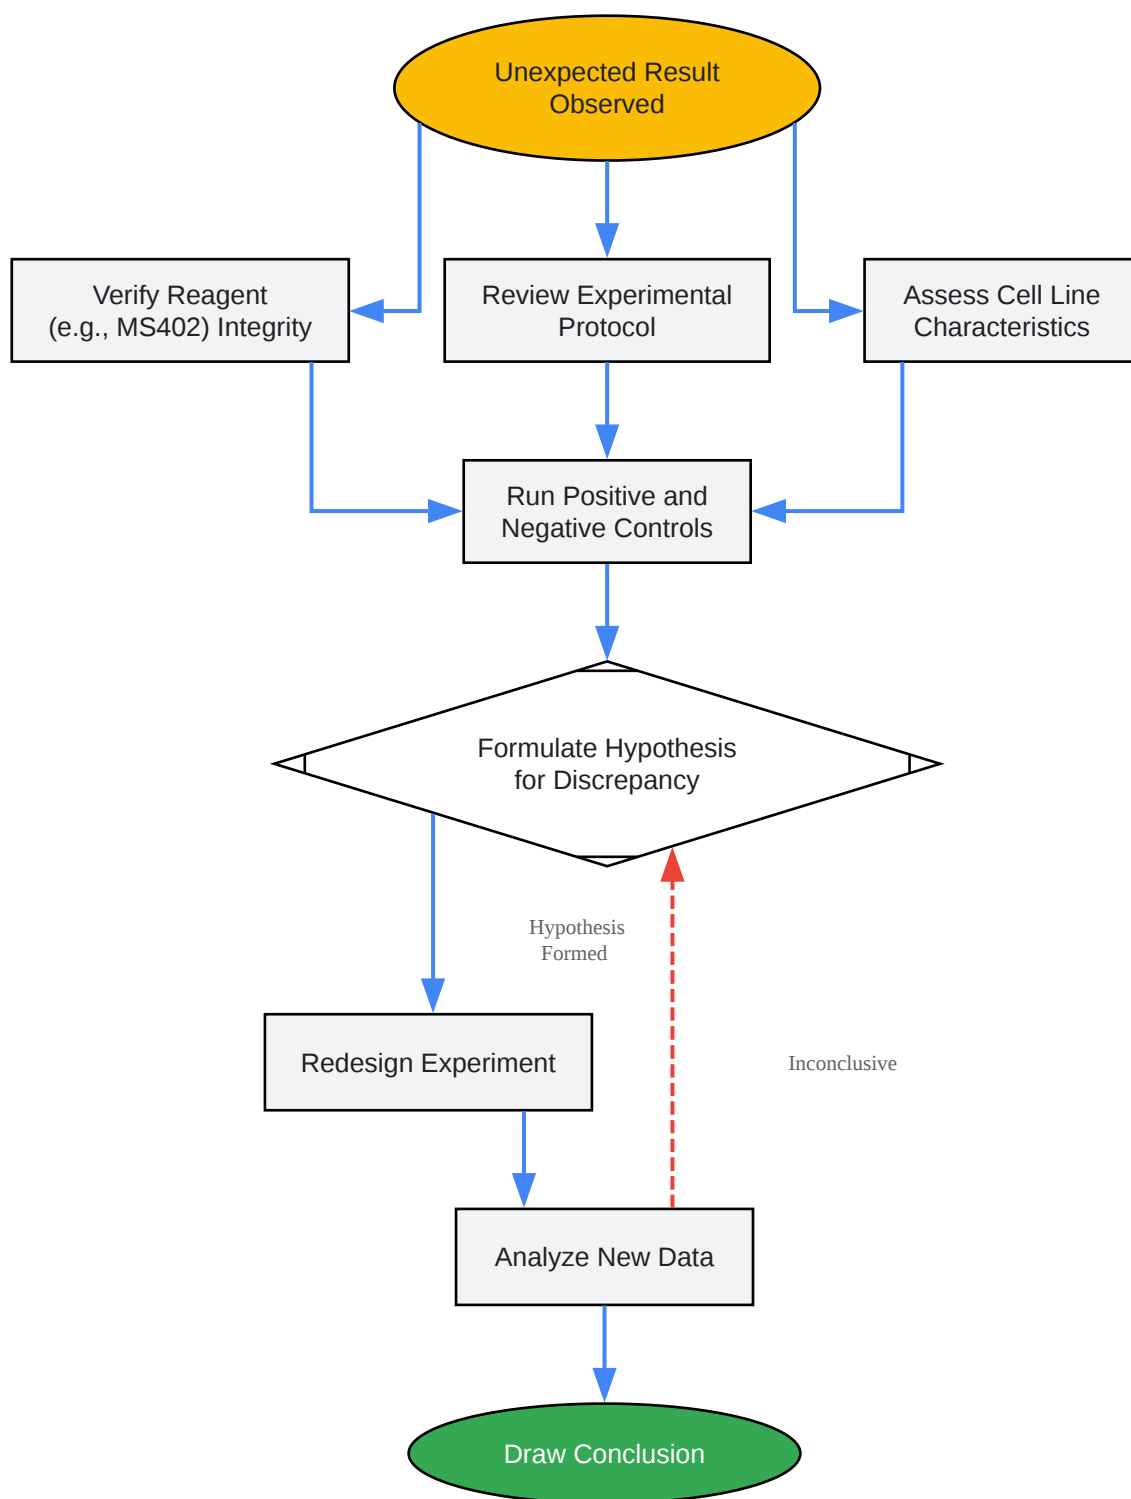 Unexpected Result
Observed
Verify Reagent
(e.g., MS402) Integrity
Review Experimental
Protocol
Assess Cell Line
Characteristics
Run Positive and
Negative Controls
Formulate Hypothesis
for Discrepancy
Hypothesis
Formed
Redesign Experiment
Inconclusive
Analyze New Data
Draw Conclusion